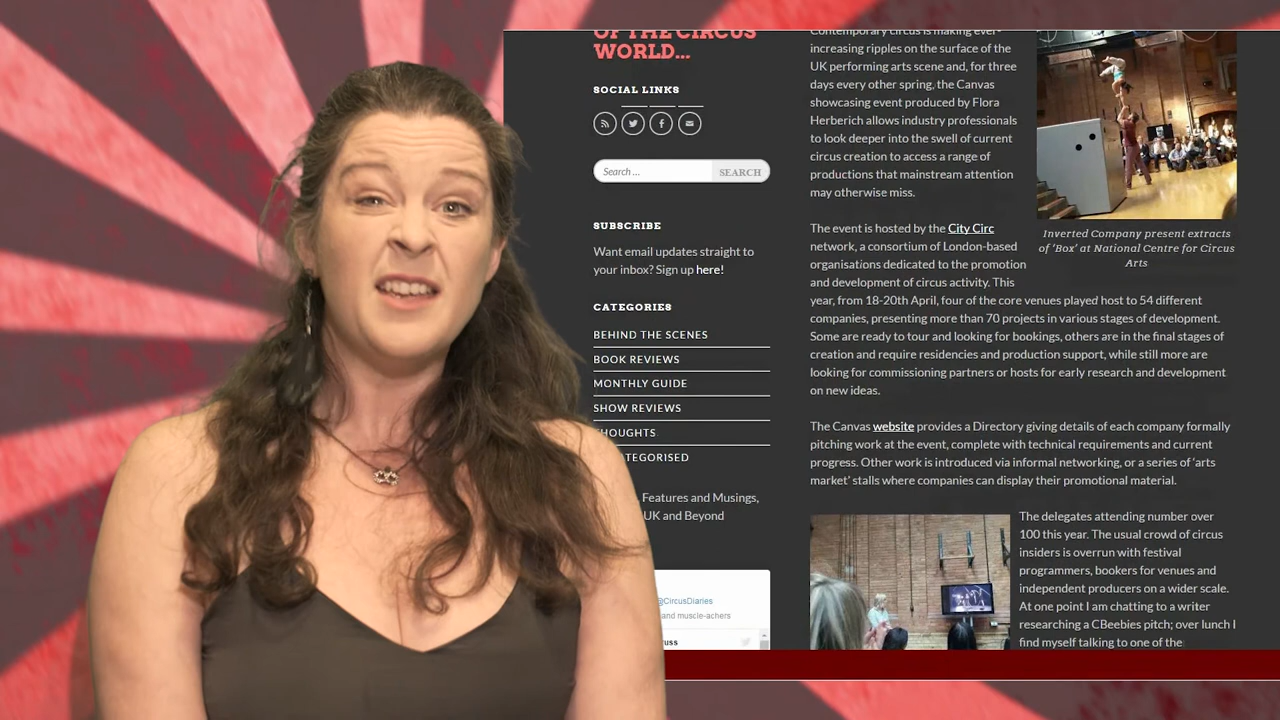 OF THE CIRCUS
WORLD...
SOCIAL LINKS
Search ...
SEARCH
SUBSCRIBE
Want email updates straight to
your inbox? Sign up here!
CATEGORIES
BEHIND THE SCENES
BOOK REVIEWS
MONTHLY GUIDE
SHOW REVIEWS
HOUGHTS
TEGORISED
Features and Musings,
UK and Beyond
@CircusDiaries
and muscle-achers
uss
Contemporary circus is making ever-
increasing ripples on the surface of the
UK performing arts scene and, for three
days every other spring, the Canvas
showcasing event produced by Flora
Herberich allows industry professionals
to look deeper into the swell of current
circus creation to access a range of
productions that mainstream attention
may otherwise miss.
Inverted Company present extracts
of 'Box' at National Centre for Circus
Arts
The event is hosted by the City Circ
network, a consortium of London-based
organisations dedicated to the promotion
and development of circus activity. This
year, from 18-20th April, four of the core venues played host to 54 different
companies, presenting more than 70 projects in various stages of development.
Some are ready to tour and looking for bookings, others are in the final stages of
creation and require residencies and production support, while still more are
looking for commissioning partners or hosts for early research and development
on new ideas.
The Canvas website provides a Directory giving details of each company formally
pitching work at the event, complete with technical requirements and current
progress. Other work is introduced via informal networking, or a series of 'arts
market' stalls where companies can display their promotional material.
The delegates attending number over
100 this year. The usual crowd of circus
insiders is overrun with festival
programmers, bookers for venues and
independent producers on a wider scale.
At one point I am chatting to a writer
researching a CBeebies pitch; over lunch I
find myself talking to one of the